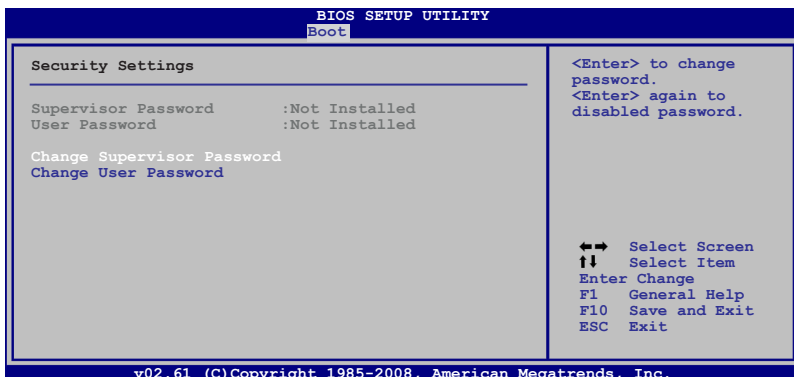 BIOS SETUP UTILITY
Boot
Security Settings
Supervisor Password :Not Installed
User Password :Not Installed
Change Supervisor Password
Change User Password
<Enter> to change
password.
<Enter> again to
disabled password.
←→ Select Screen
↑↓ Select Item
Enter Change
F1 General Help
F10 Save and Exit
ESC Exit
v02.61 (C)Copyright 1985-2008, American Megatrends, Inc.